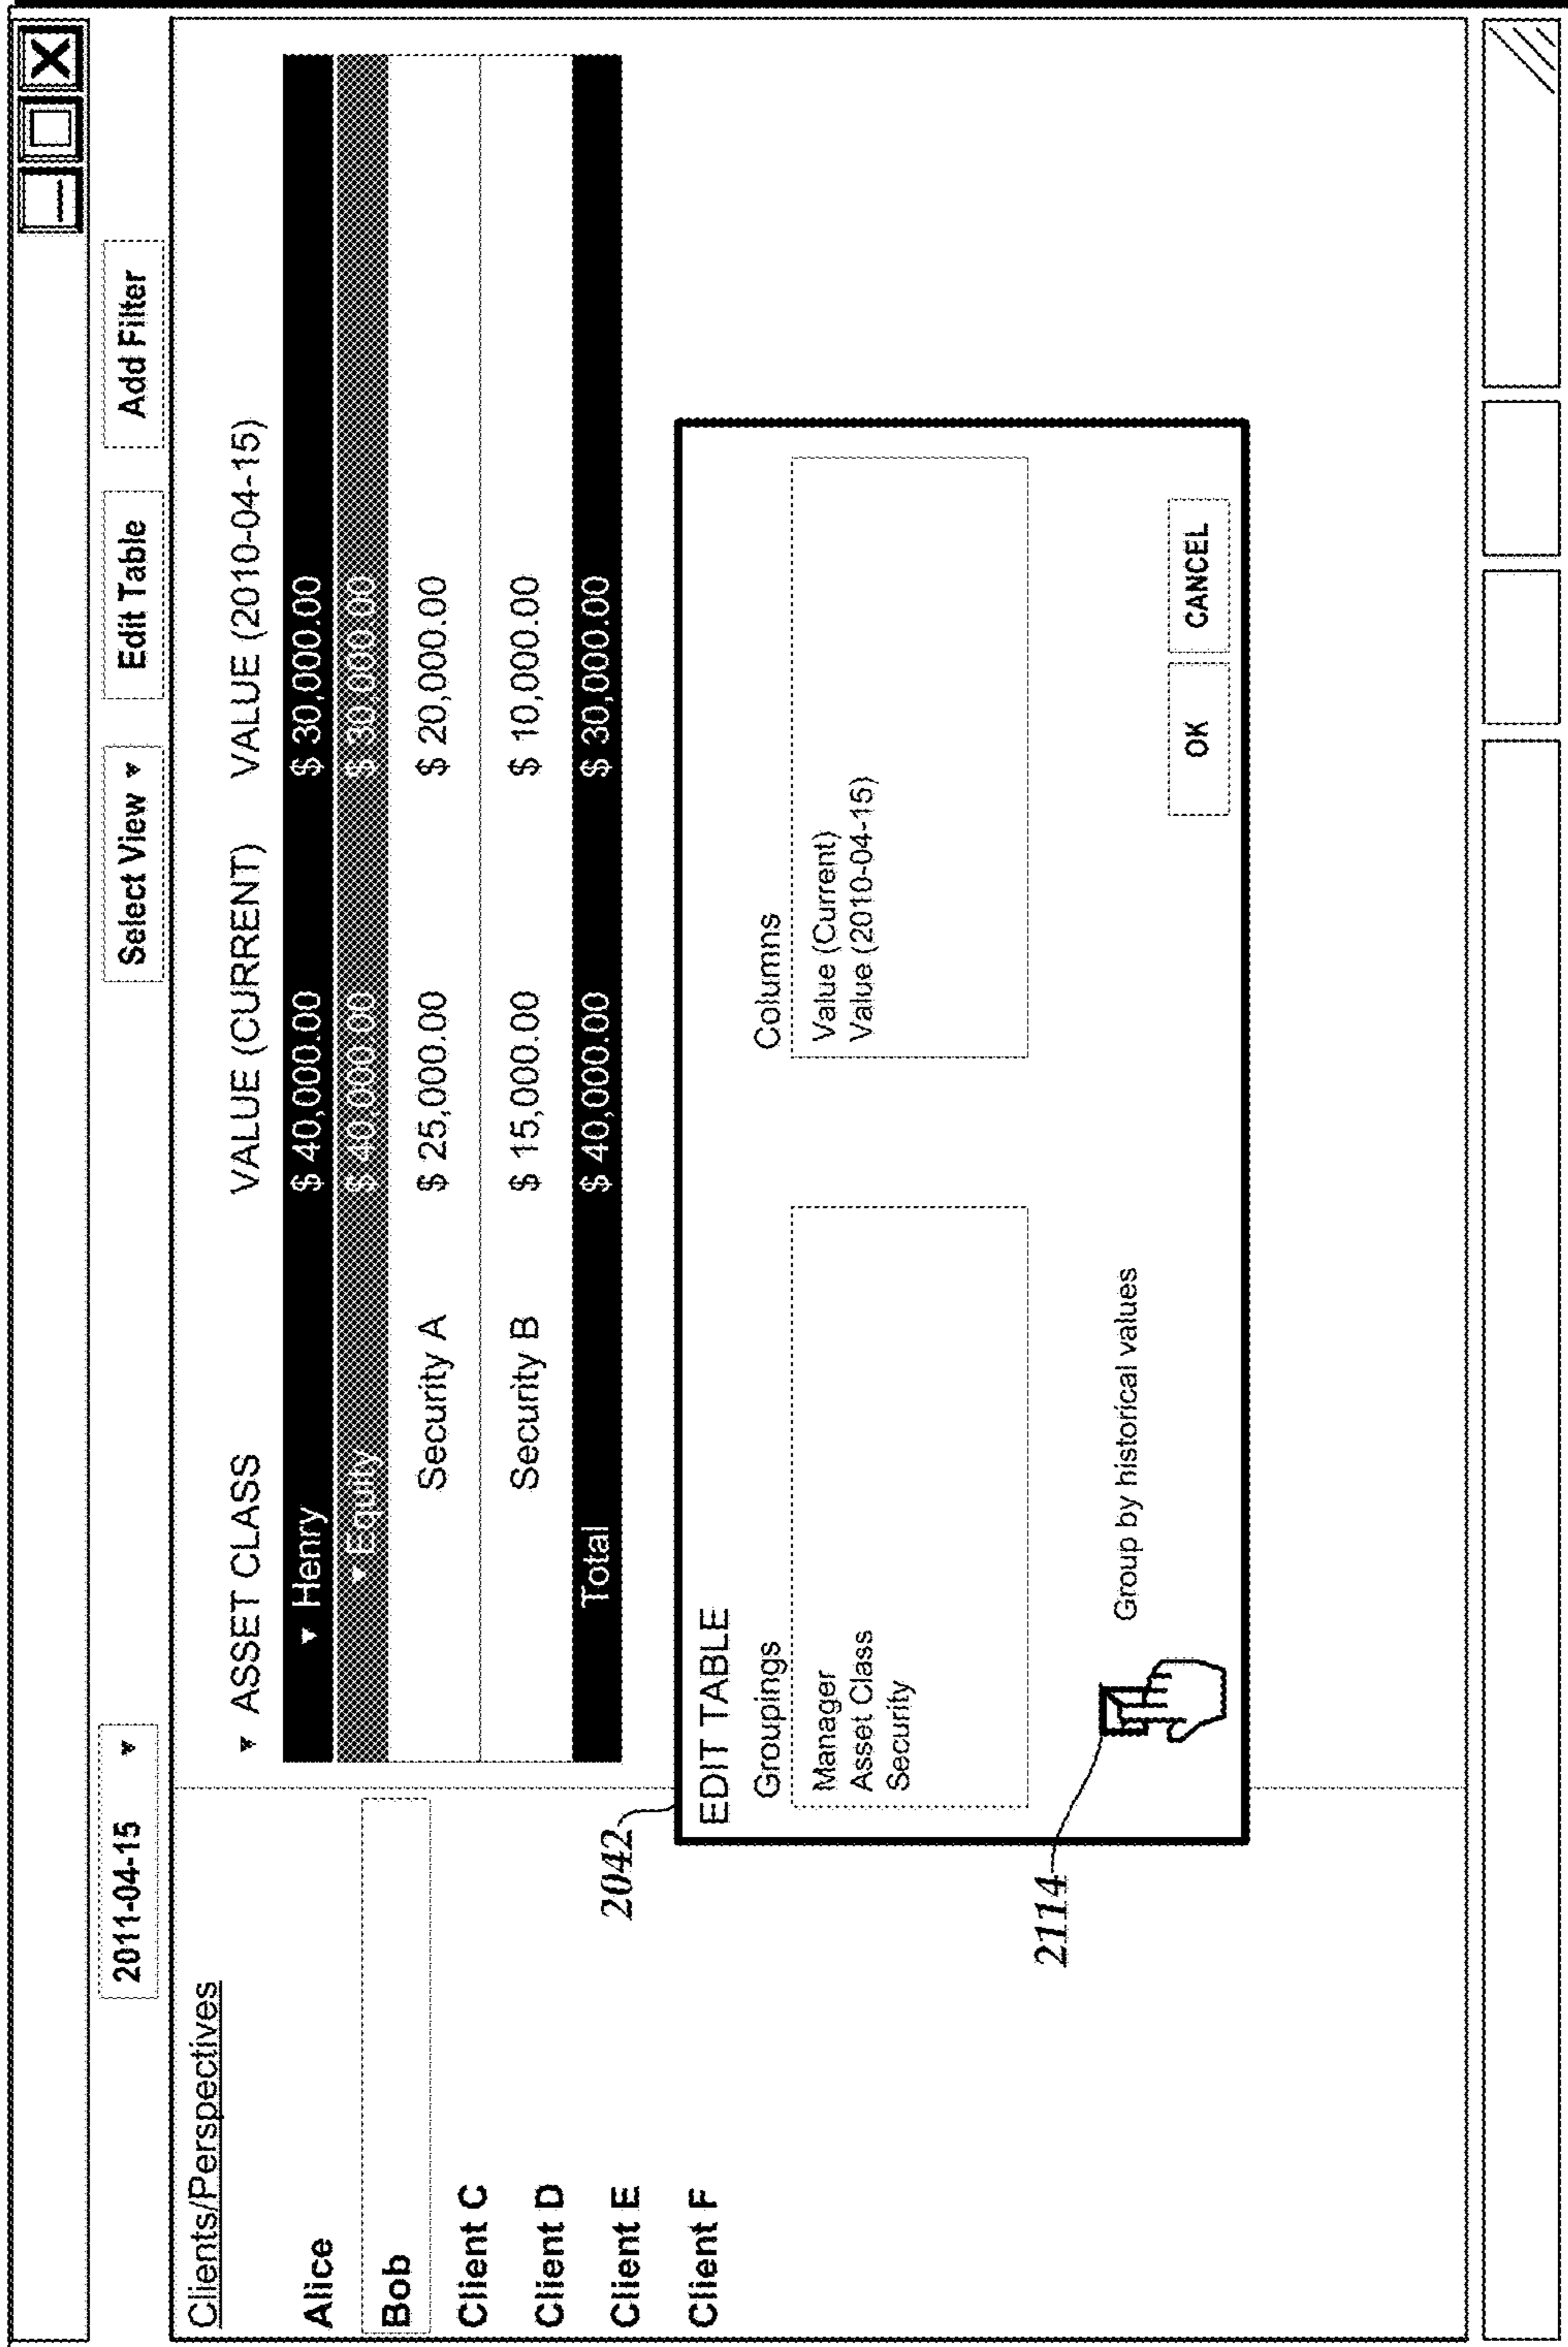 2011-04-15 ▼
Select View ▼
Edit Table
Add Filter
Clients/Perspectives
Alice
Bob
Client C
Client D
Client E
Client F
▼ ASSET CLASS VALUE (CURRENT) VALUE (2010-04-15)
▼ Henry $ 40,000.00 $ 30,000.00
▼ Equity $ 40,000.00 $ 30,000.00
Security A $ 25,000.00 $ 20,000.00
Security B $ 15,000.00 $ 10,000.00
Total $ 40,000.00 $ 30,000.00
2042
EDIT TABLE
Groupings
Manager
Asset Class
Security
Columns
Value (Current)
Value (2010-04-15)
2114
Group by historical values
OK
CANCEL